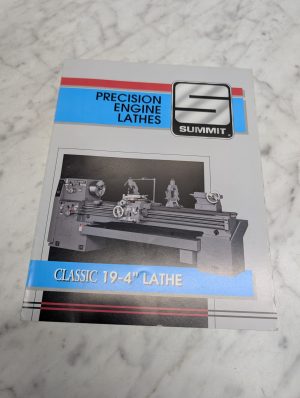 PRECISION
ENGINE
LATHES
S
SUMMIT
CLASSIC 19-4" LATHE